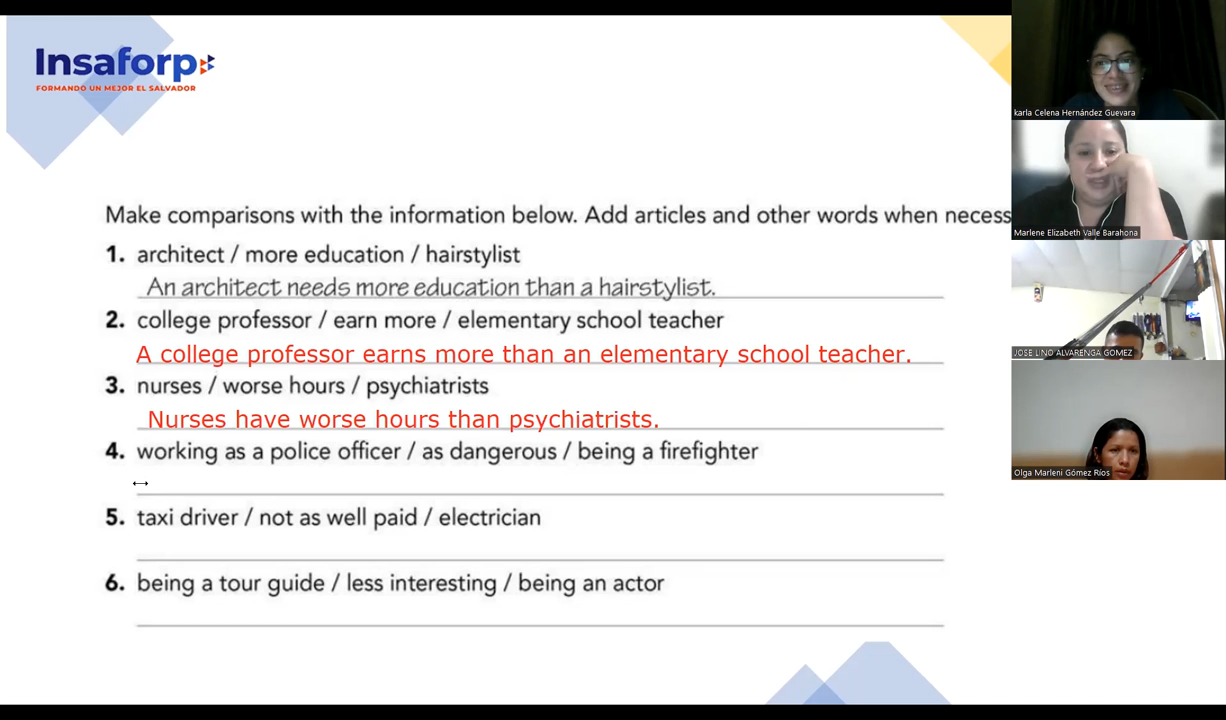 Insaforp
FORMANDO UN MEJOR EL SALVADOR
Make comparisons with the information below. Add articles and other words when necess
1. architect / more education / hairstylist
An architect needs more education than a hairstylist.
2. college professor / earn more / elementary school teacher
A college professor earns more than an elementary school teacher.
3. nurses / worse hours / psychiatrists
Nurses have worse hours than psychiatrists.
4. working as a police officer / as dangerous / being a firefighter
5. taxi driver / not as well paid / electrician
6. being a tour guide / less interesting / being an actor
karla Celena Hernández Guevara
Marlene Elizabeth Valle Barahona
JOSE LINO ALVARENGA GOMEZ
Olga Marleni Gómez Ríos